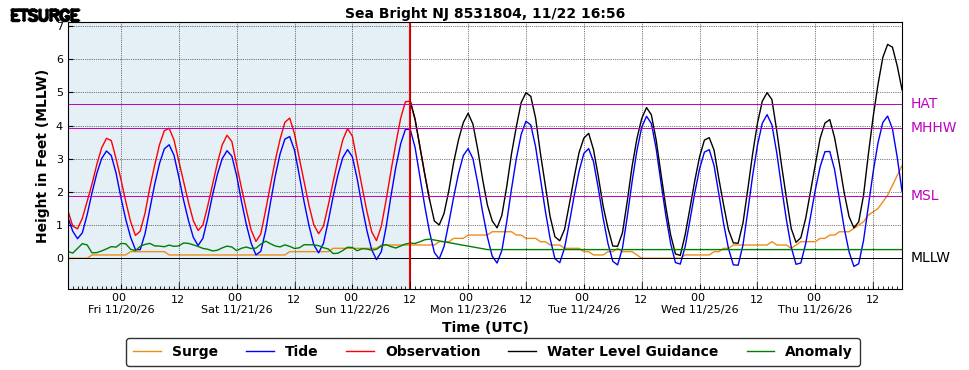 ETSURGE
Sea Bright NJ 8531804, 11/22 16:56
Height in Feet (MLLW)
7
6
5
4
3
2
1
0
HAT
MHHW
MSL
MLLW
00 12 00 12 00 12 00 12 00 12 00 12 00 12
Fri 11/20/26 Sat 11/21/26 Sun 11/22/26 Mon 11/23/26 Tue 11/24/26 Wed 11/25/26 Thu 11/26/26
Time (UTC)
Surge Tide Observation Water Level Guidance Anomaly